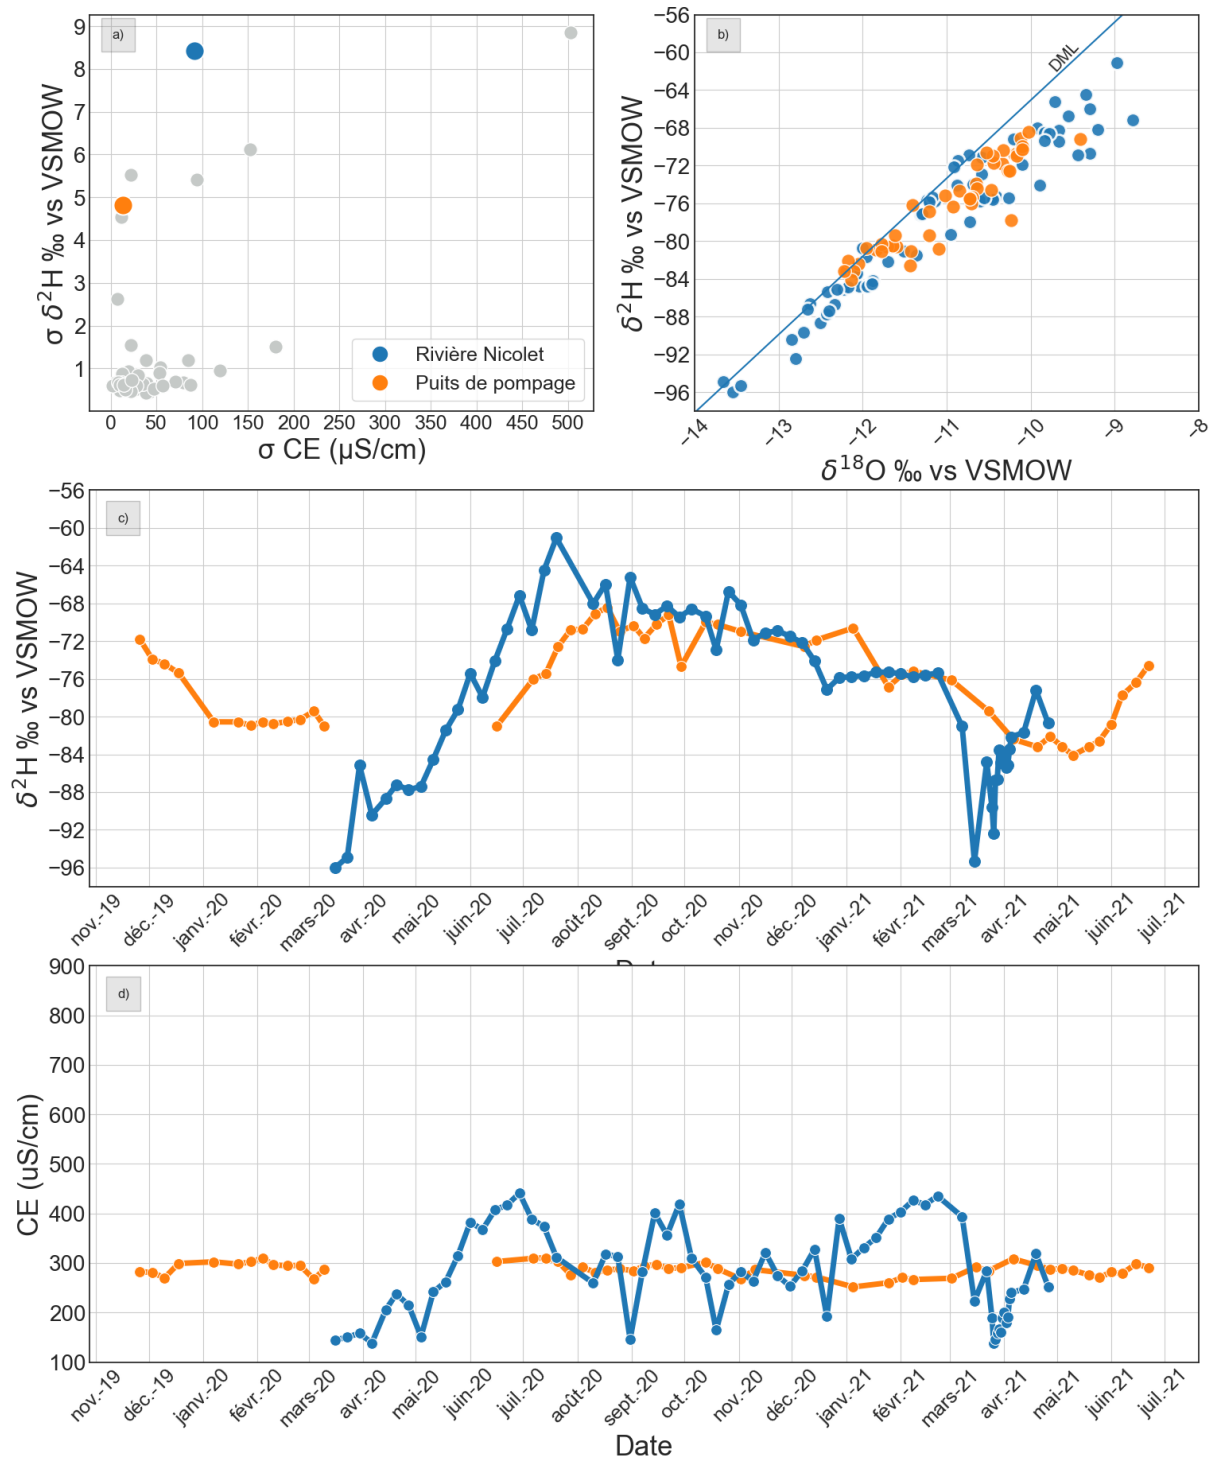 a)
9
8
7
6
5
4
3
2
1
σ δ²H ‰ vs VSMOW
Rivière Nicolet
Puits de pompage
0 50 100 150 200 250 300 350 400 450 500
σ CE (µS/cm)
b)
DML
−56
−60
−64
−68
−72
−76
−80
−84
−88
−92
−96
δ²H ‰ vs VSMOW
−14 −13 −12 −11 −10 −9 −8
δ¹⁸O ‰ vs VSMOW
c)
−56
−60
−64
−68
−72
−76
−80
−84
−88
−92
−96
δ²H ‰ vs VSMOW
nov.-19 déc.-19 janv.-20 févr.-20 mars-20 avr.-20 mai-20 juin-20 juil.-20 août-20 sept.-20 oct.-20 nov.-20 déc.-20 janv.-21 févr.-21 mars-21 avr.-21 mai-21 juin-21 juil.-21
d)
900
800
700
600
500
400
300
200
100
CE (uS/cm)
nov.-19 déc.-19 janv.-20 févr.-20 mars-20 avr.-20 mai-20 juin-20 juil.-20 août-20 sept.-20 oct.-20 nov.-20 déc.-20 janv.-21 févr.-21 mars-21 avr.-21 mai-21 juin-21 juil.-21
Date